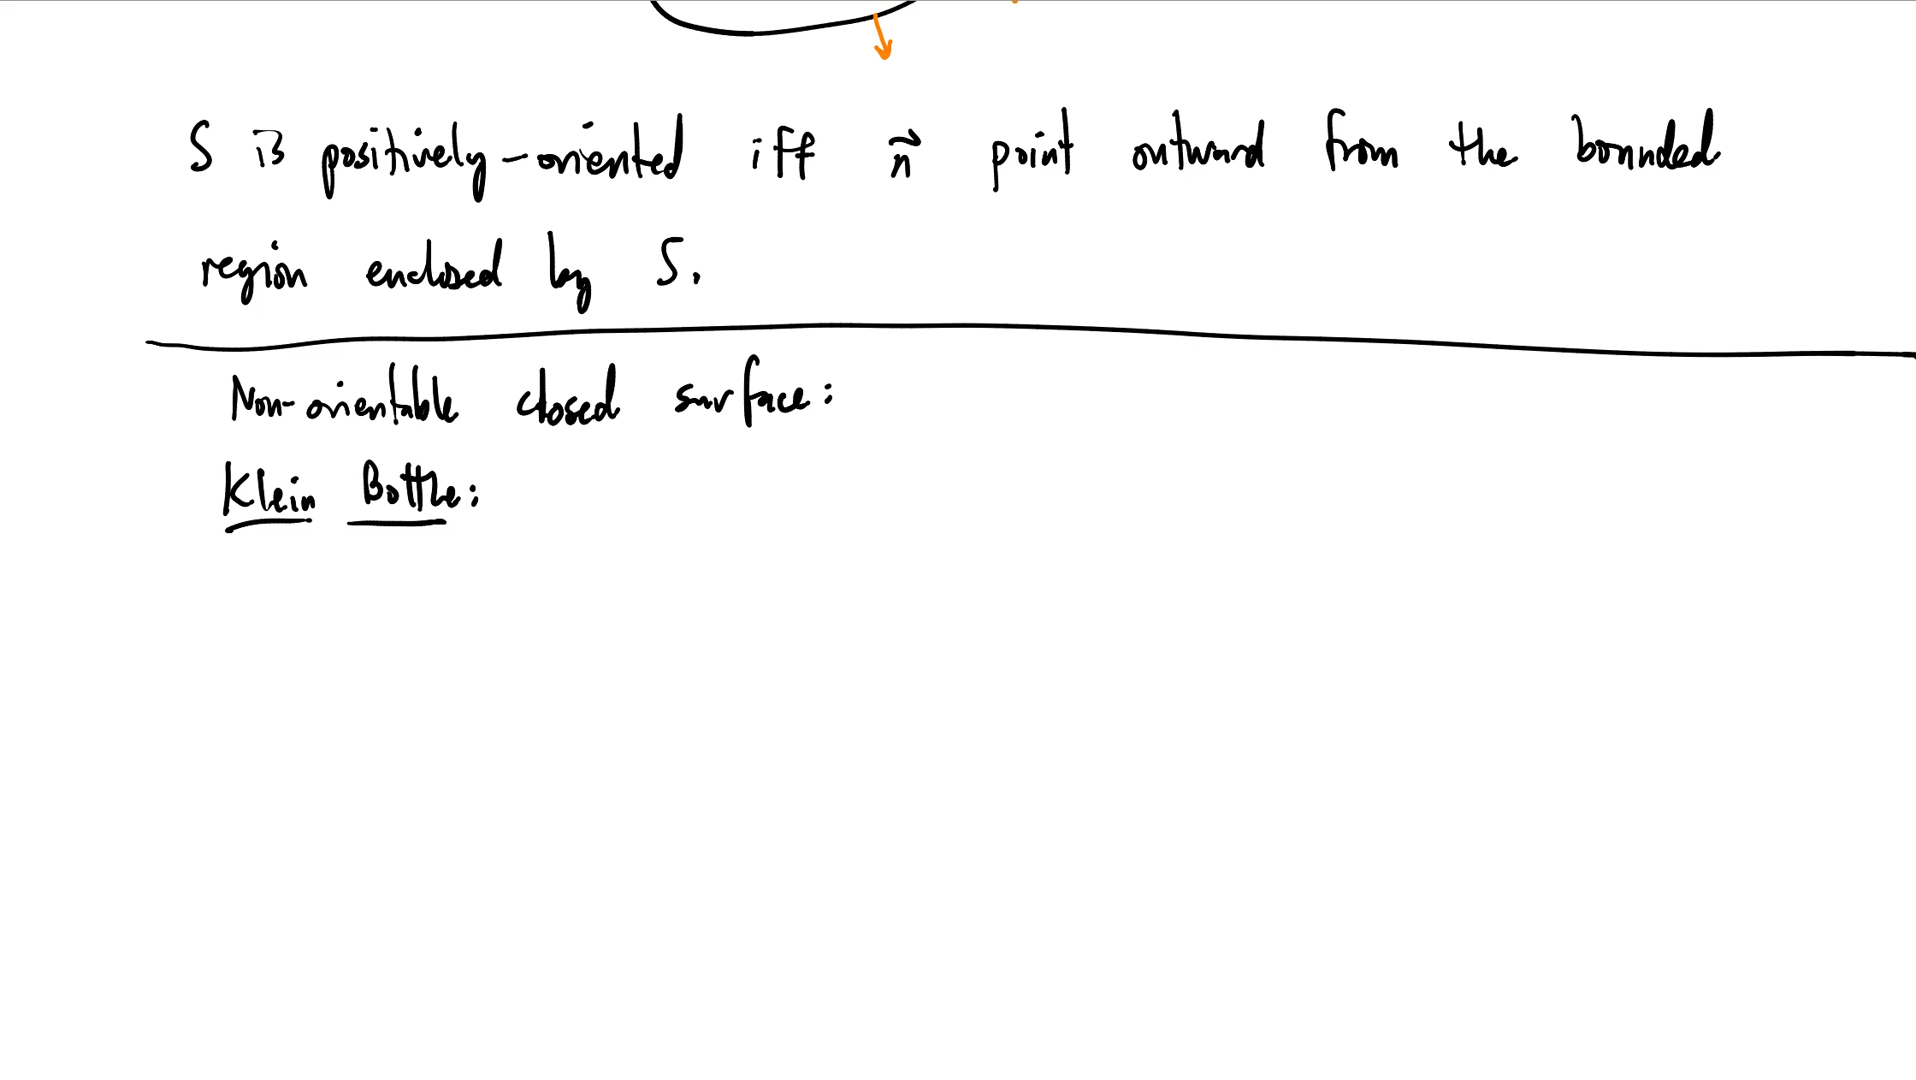 S is positively-oriented iff n⃗ point outward from the bounded
region enclosed by S.
Non-orientable closed surface:
Klein Bottle: